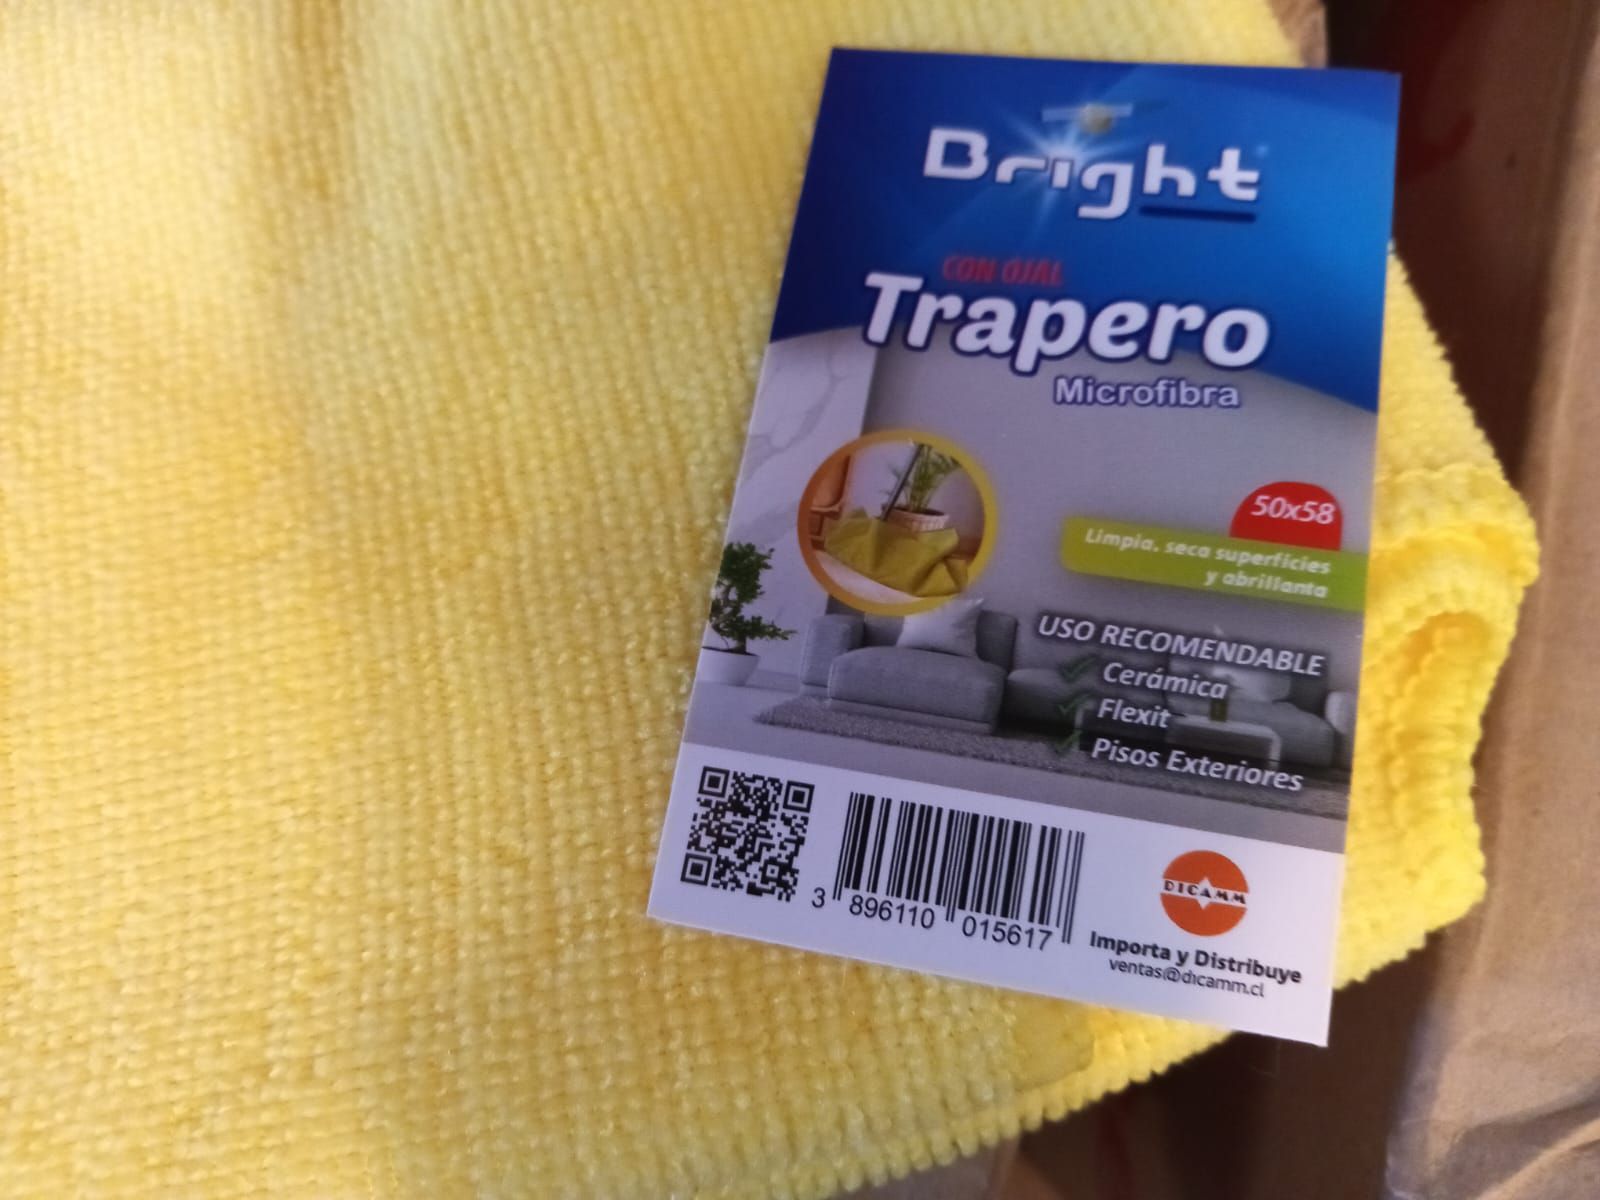 Bright
CON OJAL
Trapero
Microfibra
50x58
Limpia, seca superficies
y abrillanta
USO RECOMENDABLE
Cerámica
Flexit
Pisos Exteriores
3 896110 015617
DICAMM
Importa y Distribuye
ventas@dicamm.cl